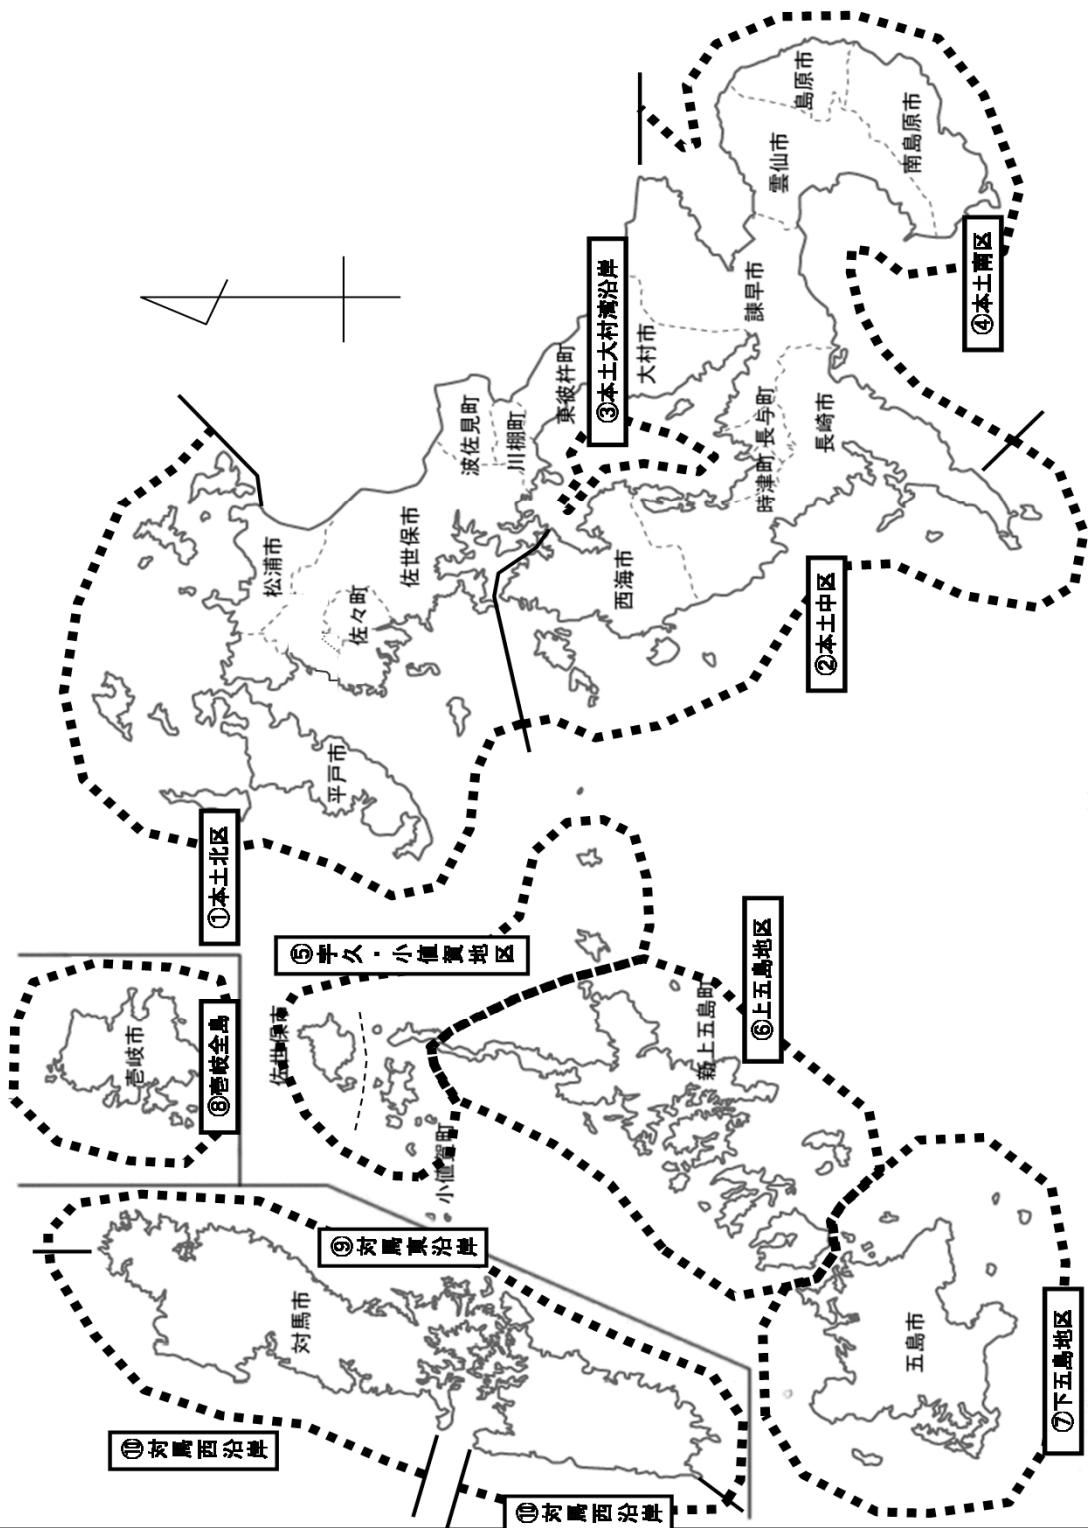 ⑩対馬西沿岸
⑩対馬西沿岸
対馬市
⑨対馬東沿岸
壱岐市
⑧壱岐全島
佐世保市
⑤宇久・小値賀地区
小値賀町
新上五島町
⑥上五島地区
五島市
⑦下五島地区
①本土北区
平戸市
松浦市
佐々町
佐世保市
波佐見町
川棚町
東彼杵町
③本土大村湾沿岸
大村市
西海市
②本土中区
時津町
長与町
長崎市
諫早市
雲仙市
島原市
南島原市
④本土南区